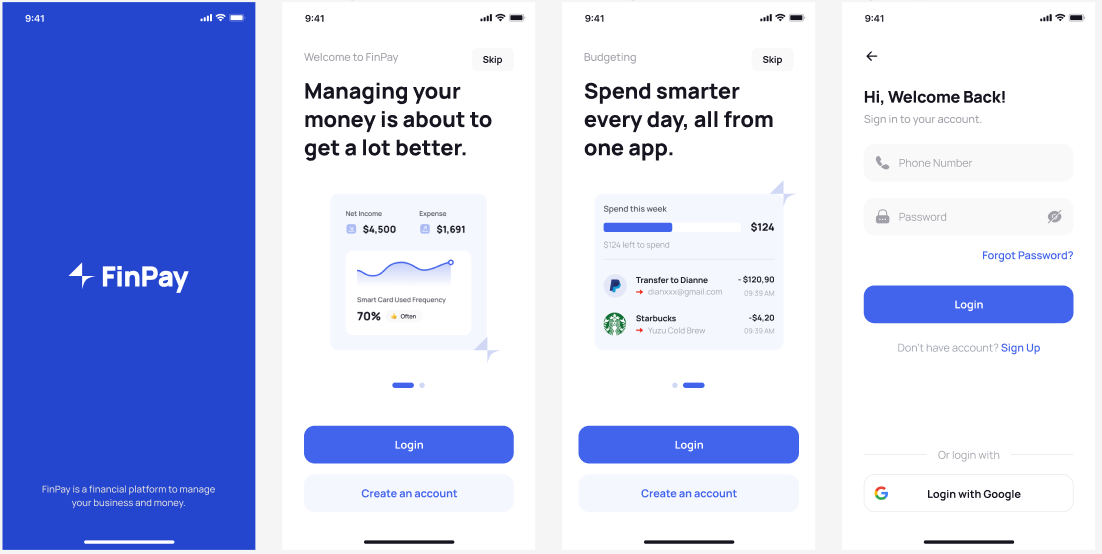 9:41
FinPay
FinPay is a financial platform to manage
your business and money.
9:41
Welcome to FinPay
Skip
Managing your
money is about to
get a lot better.
Net Income
Expense
$4,500
$1,691
Smart Card Used Frequency
70%
Often
Login
Create an account
9:41
Budgeting
Skip
Spend smarter
every day, all from
one app.
Spend this week
$124
$124 left to spend
Transfer to Dianne
- $120,90
dianxxx@gmail.com
09:39 AM
Starbucks
-$4,20
Yuzu Cold Brew
09:39 AM
Login
Create an account
9:41
Hi, Welcome Back!
Sign in to your account.
Phone Number
Password
Forgot Password?
Login
Don't have account? Sign Up
Or login with
Login with Google